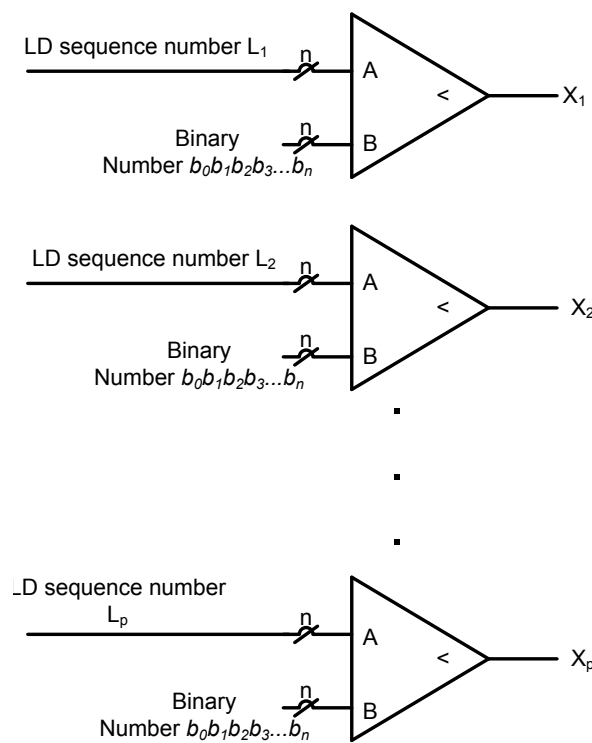 LD sequence number L₁
n
A
<
X₁
Binary
n
B
Number b₀b₁b₂b₃...bₙ
LD sequence number L₂
n
A
<
X₂
Binary
n
B
Number b₀b₁b₂b₃...bₙ
LD sequence number
Lₚ
n
A
<
Xₚ
Binary
n
B
Number b₀b₁b₂b₃...bₙ